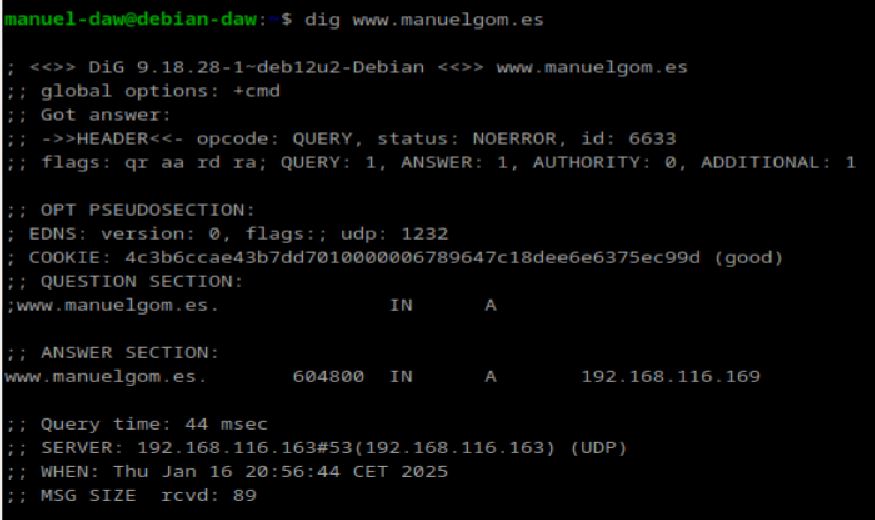 manuel-daw@debian-daw:~$ dig www.manuelgom.es
; <<>> DiG 9.18.28-1~deb12u2-Debian <<>> www.manuelgom.es
;; global options: +cmd
;; Got answer:
;; ->>HEADER<<- opcode: QUERY, status: NOERROR, id: 6633
;; flags: qr aa rd ra; QUERY: 1, ANSWER: 1, AUTHORITY: 0, ADDITIONAL: 1
;; OPT PSEUDOSECTION:
; EDNS: version: 0, flags:; udp: 1232
; COOKIE: 4c3b6ccae43b7dd7010000006789647c18dee6e6375ec99d (good)
;; QUESTION SECTION:
;www.manuelgom.es. IN A
;; ANSWER SECTION:
www.manuelgom.es. 604800 IN A 192.168.116.169
;; Query time: 44 msec
;; SERVER: 192.168.116.163#53(192.168.116.163) (UDP)
;; WHEN: Thu Jan 16 20:56:44 CET 2025
;; MSG SIZE rcvd: 89